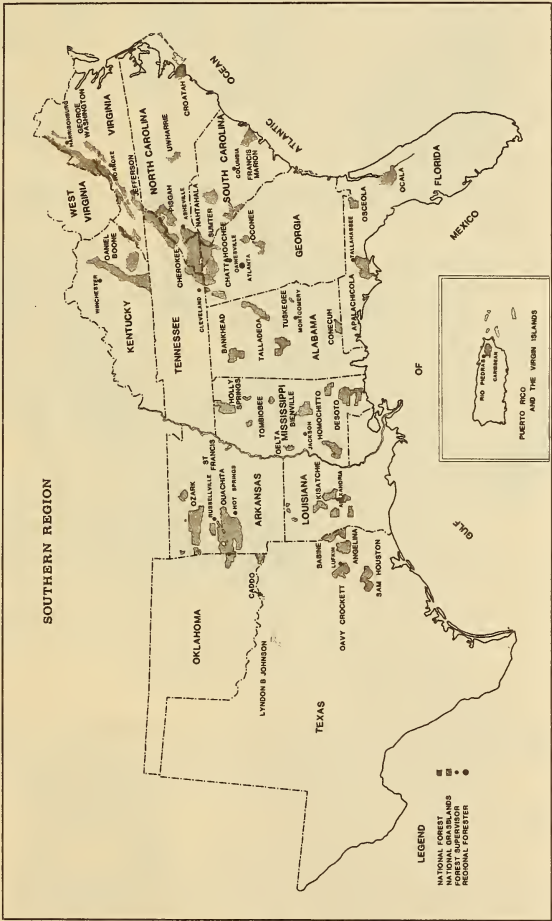 SOUTHERN REGION
WEST
VIRGINIA
HARRISONBURG
GEORGE
WASHINGTON
VIRGINIA
ROANOKE
JEFFERSON
DANIEL
BOONE
WINCHESTER
KENTUCKY
NORTH CAROLINA
UWHARRIE
CROATAN
PISGAH
ASHEVILLE
NANTAHALA
CHEROKEE
CLEVELAND
TENNESSEE
SOUTH CAROLINA
SUMTER
COLUMBIA
FRANCIS
MARION
ATLANTIC
OCEAN
CHATTAHOOCHEE
GAINESVILLE
ATLANTA
OCONEE
GEORGIA
BANKHEAD
TALLADEGA
TUSKEGEE
MONTGOMERY
ALABAMA
CONECUH
APALACHICOLA
TALLAHASSEE
OSCEOLA
OCALA
FLORIDA
HOLLY
SPRINGS
TOMBIGBEE
DELTA
MISSISSIPPI
BIENVILLE
JACKSON
HOMOCHITTO
DESOTO
OZARK
ST
FRANCIS
RUSSELLVILLE
OUACHITA
HOT SPRINGS
ARKANSAS
LOUISIANA
KISATCHIE
ALEXANDRIA
OKLAHOMA
CADDO
LYNDON B JOHNSON
TEXAS
SABINE
LUFKIN
ANGELINA
DAVY CROCKETT
SAM HOUSTON
GULF
OF
MEXICO
RIO PIEDRAS
CARIBBEAN
PUERTO RICO
AND THE VIRGIN ISLANDS
LEGEND
NATIONAL FOREST
NATIONAL GRASSLANDS
FOREST SUPERVISOR
REGIONAL FORESTER